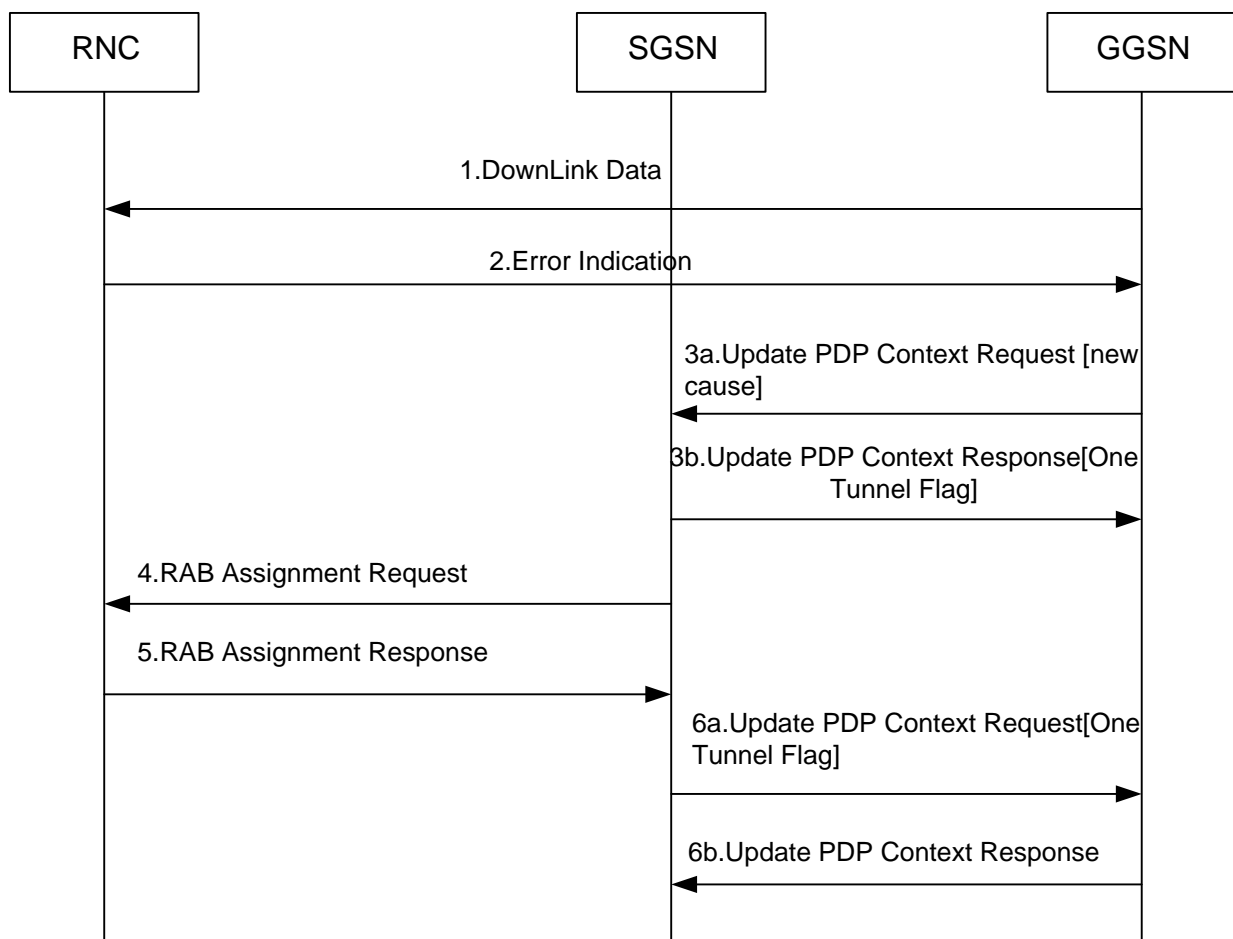 RNC
SGSN
GGSN
1.DownLink Data
2.Error Indication
3a.Update PDP Context Request [new
cause]
3b.Update PDP Context Response[One
Tunnel Flag]
4.RAB Assignment Request
5.RAB Assignment Response
6a.Update PDP Context Request[One
Tunnel Flag]
6b.Update PDP Context Response